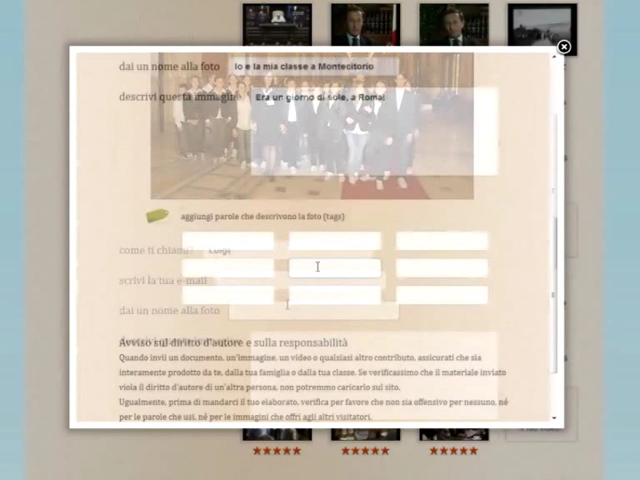 dai un nome alla foto Io e la mia classe a Montecitorio
descrivi questa immagine Era un giorno di sole, a Roma!
aggiungi parole che descrivono la foto (tags)
come ti chiami? Luigi
scrivi la tua e-mail
dai un nome alla foto
Avviso sul diritto d'autore e sulla responsabilità
Quando invii un documento, un'immagine, un video o qualsiasi altro contributo, assicurati che sia
interamente prodotto da te, dalla tua famiglia o dalla tua classe. Se verificassimo che il materiale inviato
viola il diritto d'autore di un'altra persona, non potremmo caricarlo sul sito.
Ugualmente, prima di mandarci il tuo elaborato, verifica per favore che non sia offensivo per nessuno, né
per le parole che usi, né per le immagini che offri agli altri visitatori.